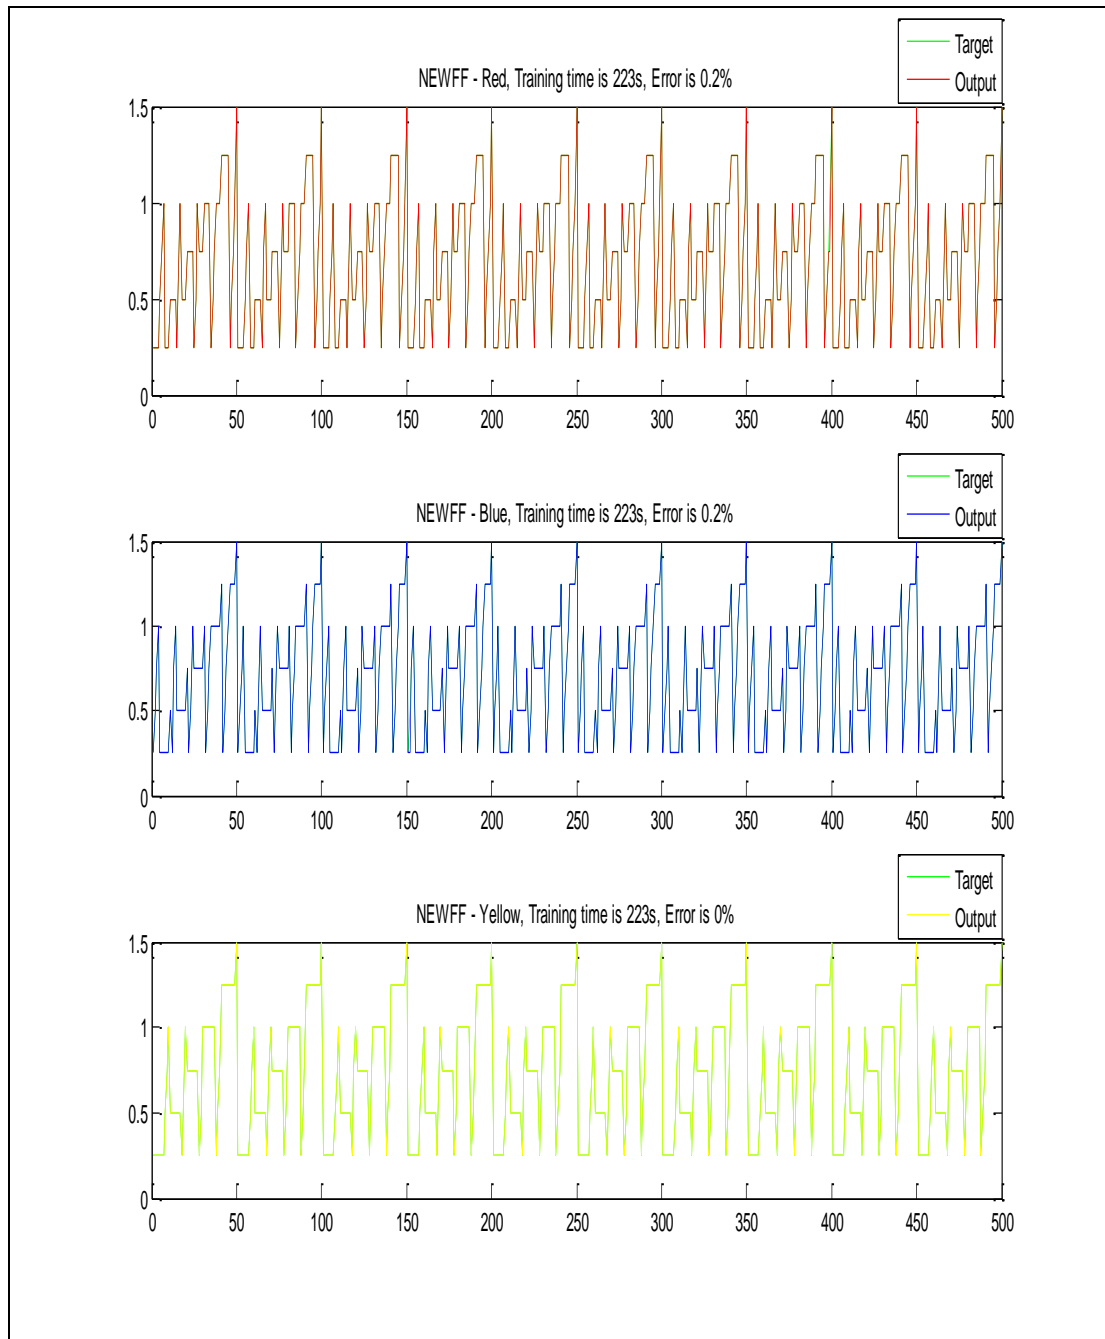 Target
Output
NEWFF - Red, Training time is 223s, Error is 0.2%
1.5
1
0.5
0
0 50 100 150 200 250 300 350 400 450 500
Target
Output
NEWFF - Blue, Training time is 223s, Error is 0.2%
1.5
1
0.5
0
0 50 100 150 200 250 300 350 400 450 500
Target
Output
NEWFF - Yellow, Training time is 223s, Error is 0%
1.5
1
0.5
0
0 50 100 150 200 250 300 350 400 450 500